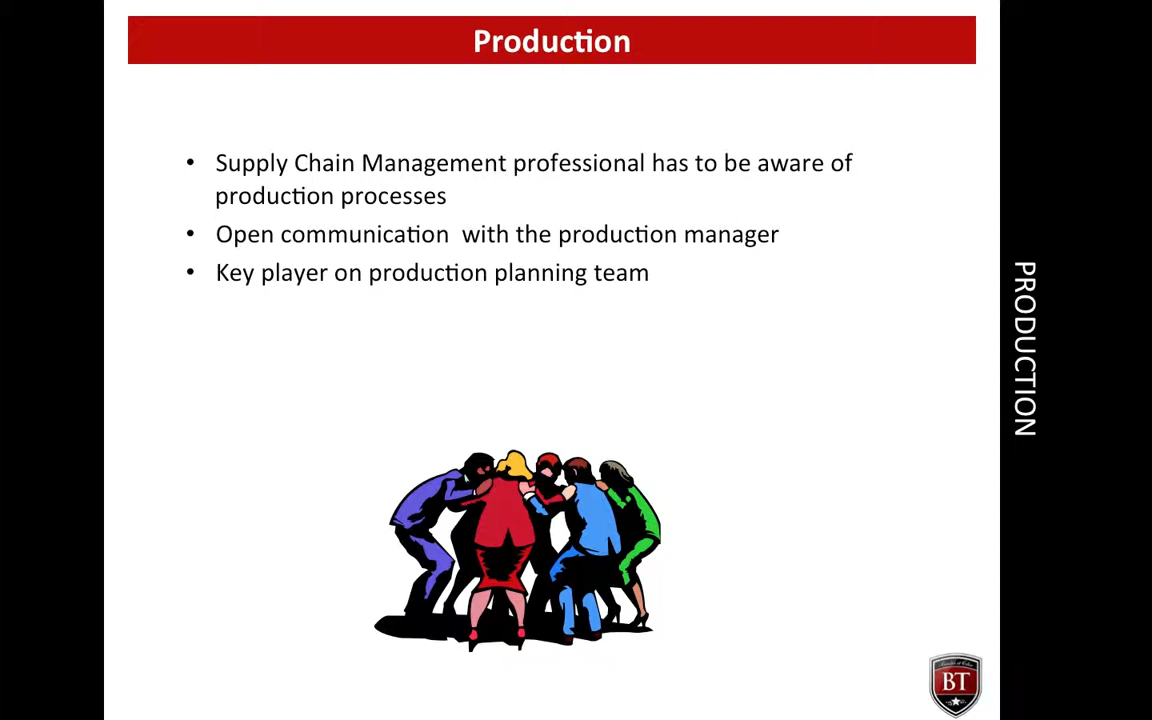 Production
• Supply Chain Management professional has to be aware of
production processes
• Open communication  with the production manager
• Key player on production planning team
PRODUCTION
BT